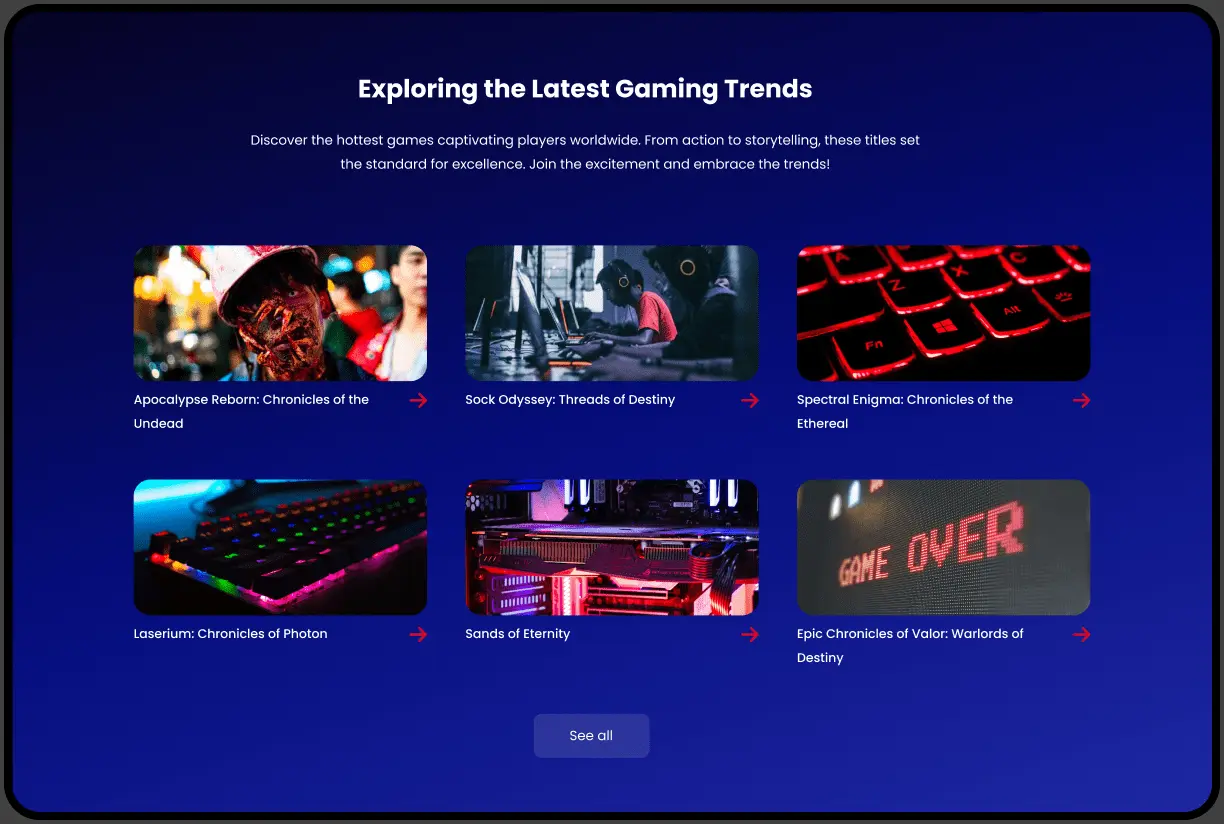 Exploring the Latest Gaming Trends
Discover the hottest games captivating players worldwide. From action to storytelling, these titles set
the standard for excellence. Join the excitement and embrace the trends!
A
Z
X
C
Fn
Alt
Apocalypse Reborn: Chronicles of the
Undead
Sock Odyssey: Threads of Destiny
Spectral Enigma: Chronicles of the
Ethereal
GAME OVER
Laserium: Chronicles of Photon
Sands of Eternity
Epic Chronicles of Valor: Warlords of
Destiny
See all